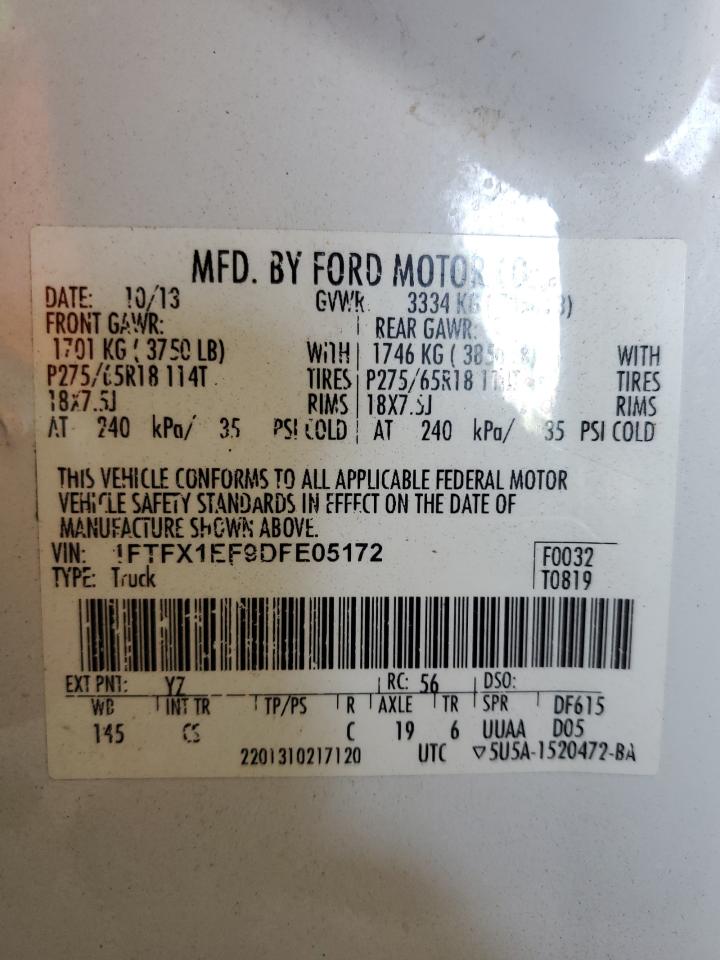 MFD. BY FORD MOTOR CO.
DATE: 10/13 GVWR: 3334 KG
FRONT GAWR: REAR GAWR:
1701 KG ( 3750 LB) WITH 1746 KG ( WITH
P275/65R18 114T TIRES P275/65R18 TIRES
18X7.5J RIMS 18X7.5J RIMS
AT 240 kPa/ 35 PSI COLD AT 240 kPa/ 35 PSI COLD
THIS VEHICLE CONFORMS TO ALL APPLICABLE FEDERAL MOTOR
VEHICLE SAFETY STANDARDS IN EFFECT ON THE DATE OF
MANUFACTURE SHOWN ABOVE.
VIN: 1FTFX1EF9DFE05172 F0032
TYPE: Truck T0819
EXT PNT: YZ RC: 56 DSO:
WB INT TR TP/PS R AXLE TR SPR DF615
145 CS C 19 6 UUAA D05
2201310217120 UTC ▽5U5A-1520472-BA